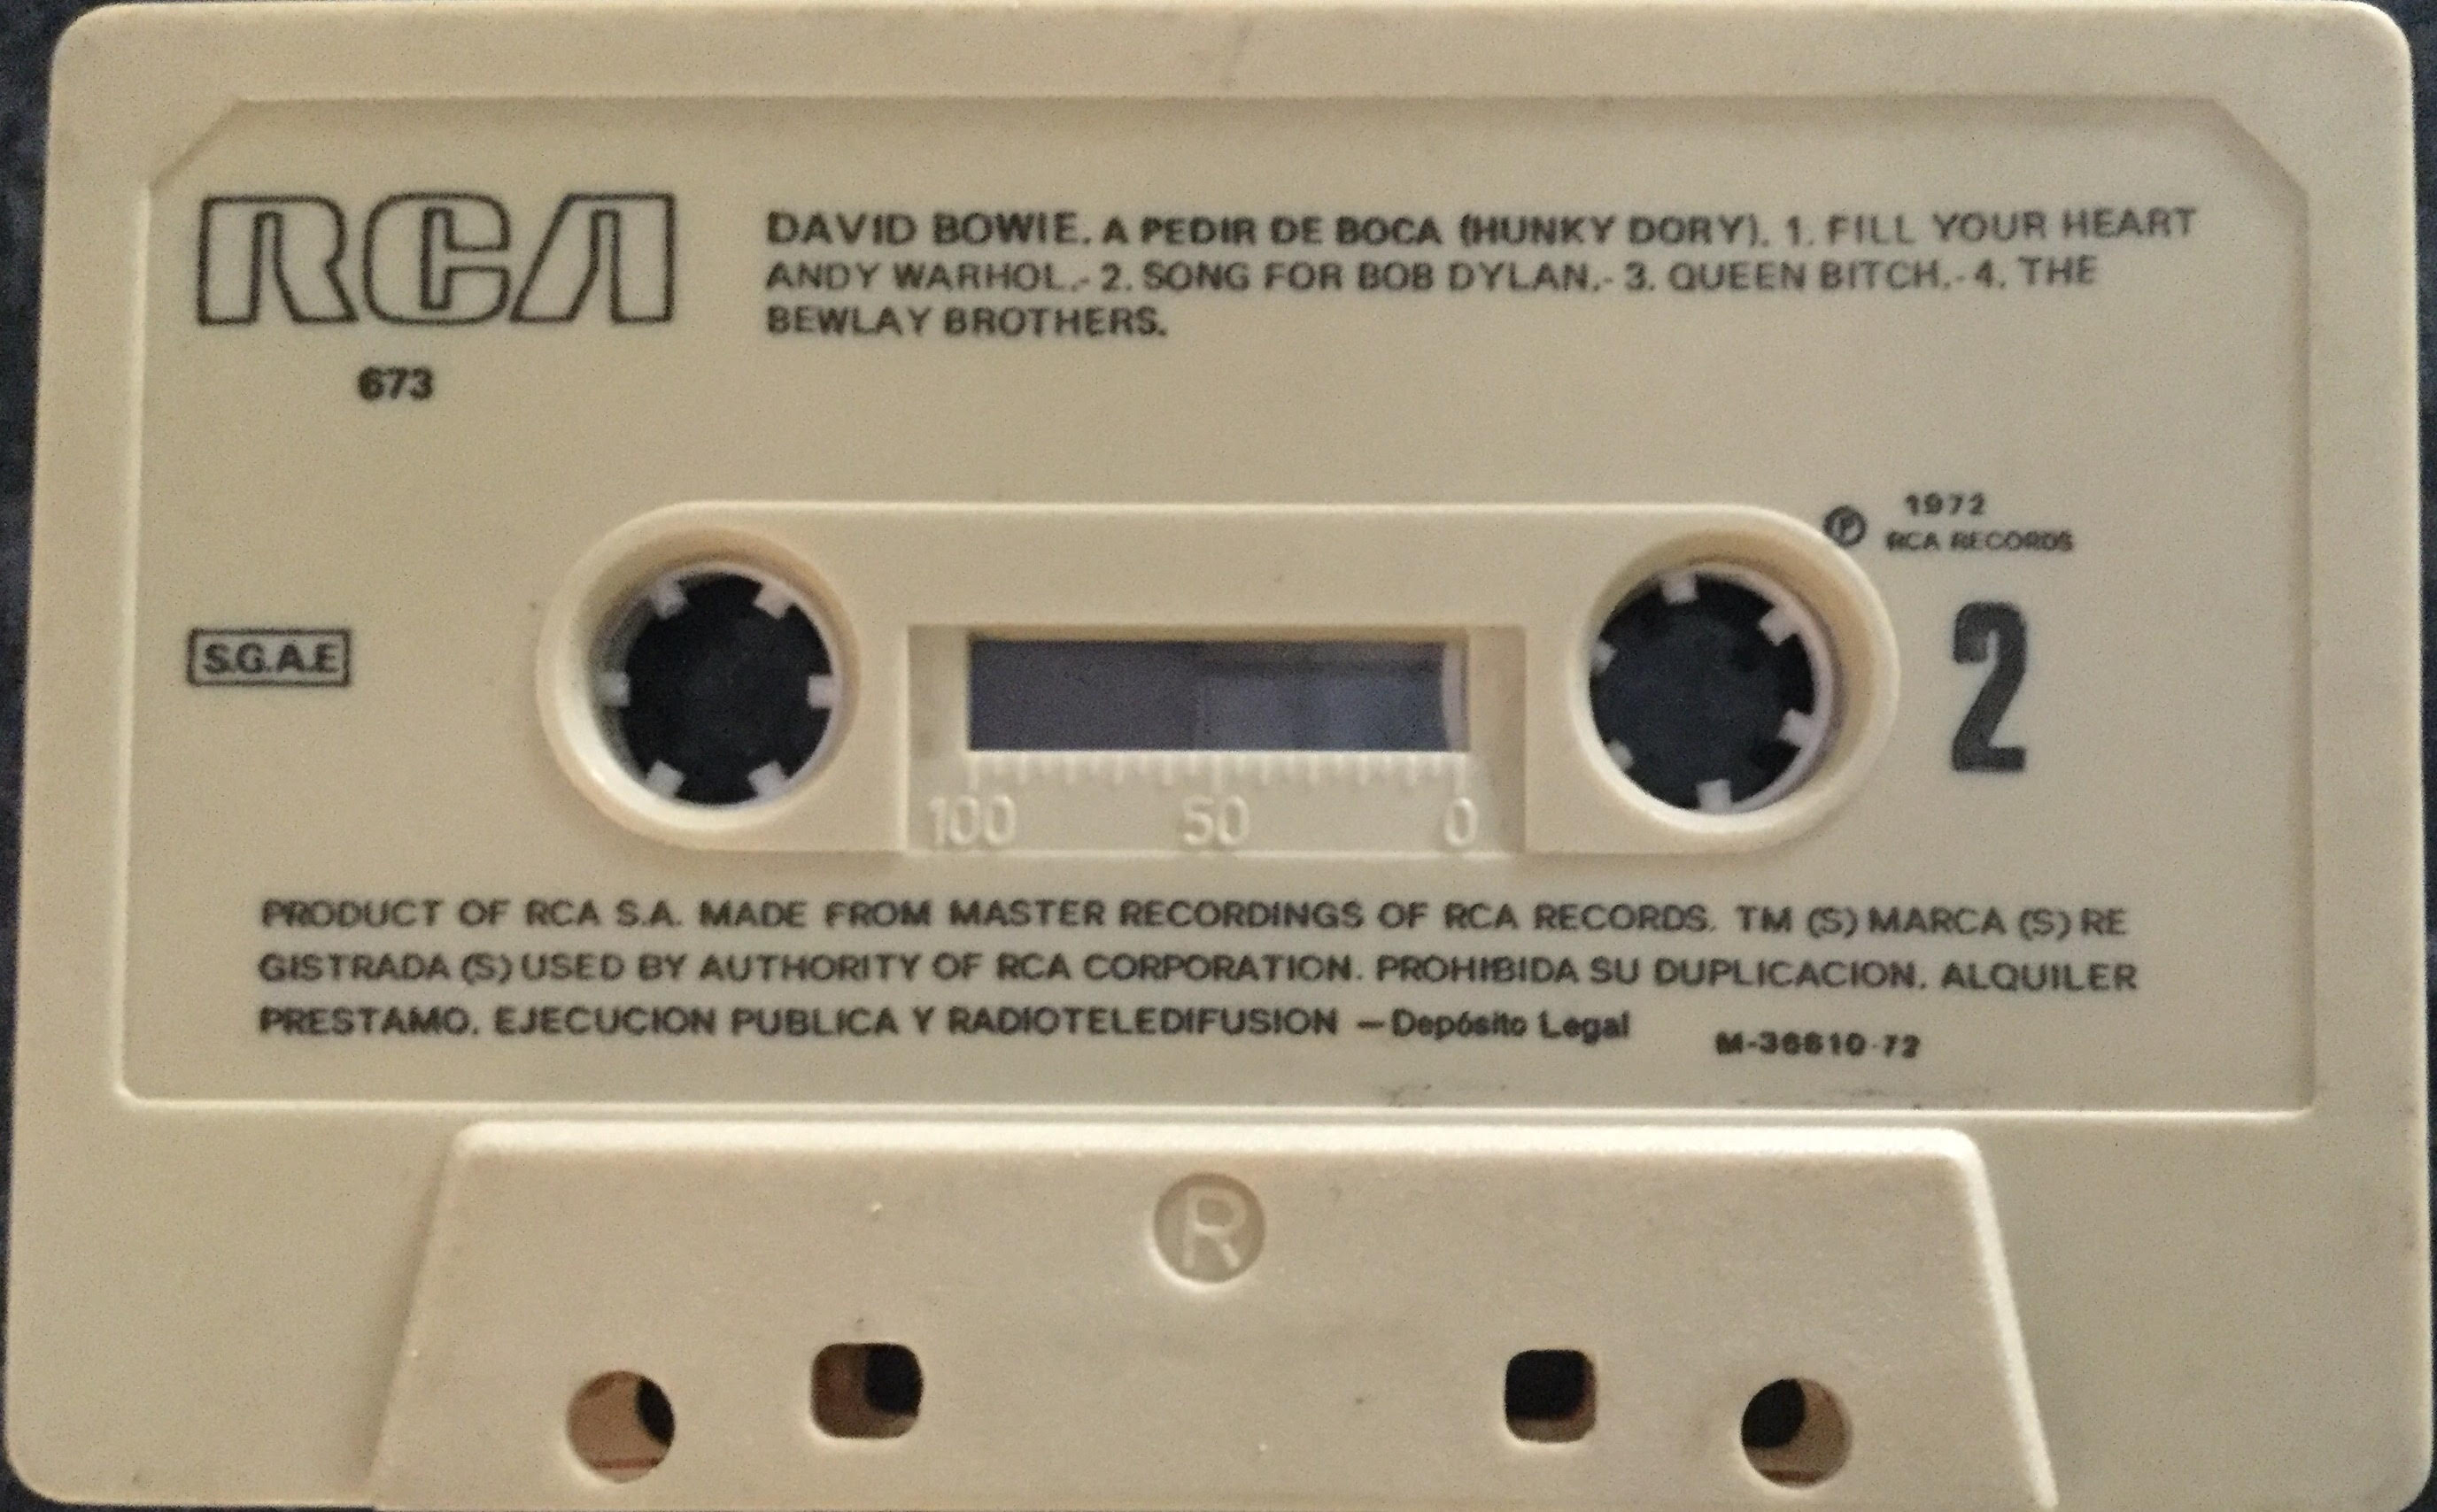 RCA
673
DAVID BOWIE. A PEDIR DE BOCA (HUNKY DORY). 1. FILL YOUR HEART
ANDY WARHOL.- 2. SONG FOR BOB DYLAN.- 3. QUEEN BITCH.- 4. THE
BEWLAY BROTHERS.
℗ 1972
RCA RECORDS
S.G.A.E
2
100 50 0
PRODUCT OF RCA S.A. MADE FROM MASTER RECORDINGS OF RCA RECORDS. TM (S) MARCA (S) RE
GISTRADA (S) USED BY AUTHORITY OF RCA CORPORATION. PROHIBIDA SU DUPLICACION. ALQUILER
PRESTAMO. EJECUCION PUBLICA Y RADIOTELEDIFUSION —Depósito Legal M-36610-72
R